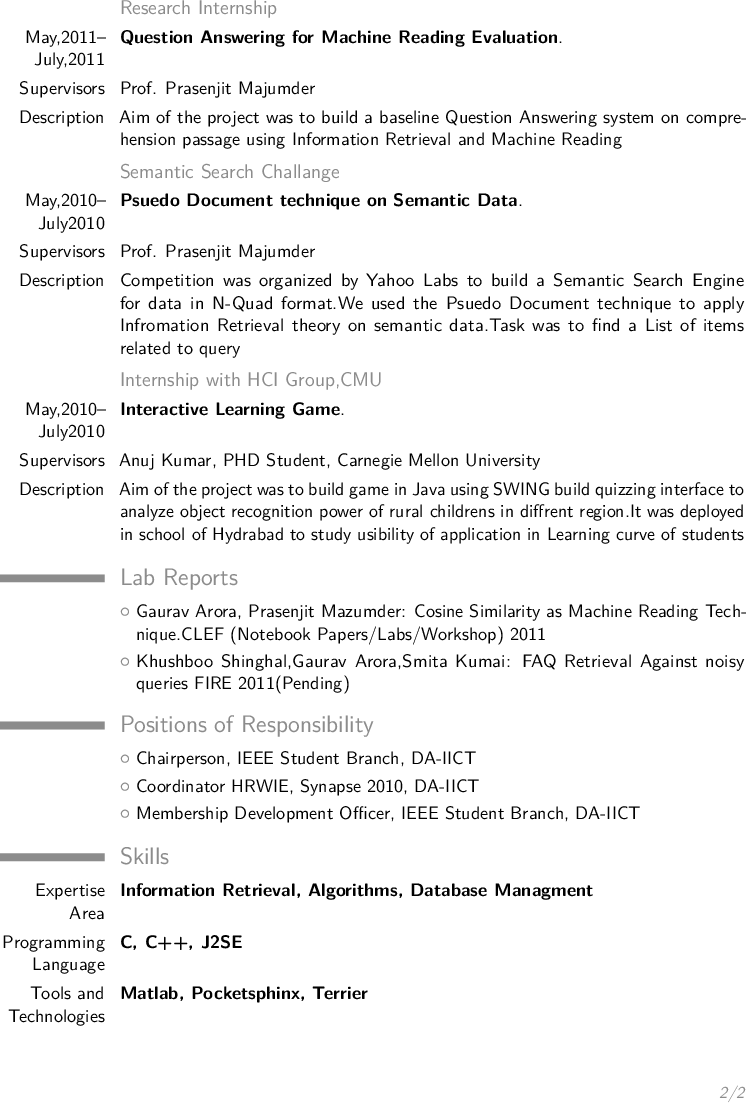 Research Internship
May,2011– Question Answering for Machine Reading Evaluation.
July,2011
Supervisors Prof. Prasenjit Majumder
Description Aim of the project was to build a baseline Question Answering system on compre-
hension passage using Information Retrieval and Machine Reading
Semantic Search Challange
May,2010– Psuedo Document technique on Semantic Data.
July2010
Supervisors Prof. Prasenjit Majumder
Description Competition was organized by Yahoo Labs to build a Semantic Search Engine
for data in N-Quad format.We used the Psuedo Document technique to apply
Infromation Retrieval theory on semantic data.Task was to find a List of items
related to query
Internship with HCI Group,CMU
May,2010– Interactive Learning Game.
July2010
Supervisors Anuj Kumar, PHD Student, Carnegie Mellon University
Description Aim of the project was to build game in Java using SWING build quizzing interface to
analyze object recognition power of rural childrens in diffrent region.It was deployed
in school of Hydrabad to study usibility of application in Learning curve of students
Lab Reports
○ Gaurav Arora, Prasenjit Mazumder: Cosine Similarity as Machine Reading Tech-
nique.CLEF (Notebook Papers/Labs/Workshop) 2011
○ Khushboo Shinghal,Gaurav Arora,Smita Kumai: FAQ Retrieval Against noisy
queries FIRE 2011(Pending)
Positions of Responsibility
○ Chairperson, IEEE Student Branch, DA-IICT
○ Coordinator HRWIE, Synapse 2010, DA-IICT
○ Membership Development Officer, IEEE Student Branch, DA-IICT
Skills
Expertise Information Retrieval, Algorithms, Database Managment
Area
Programming C, C++, J2SE
Language
Tools and Matlab, Pocketsphinx, Terrier
Technologies
2/2